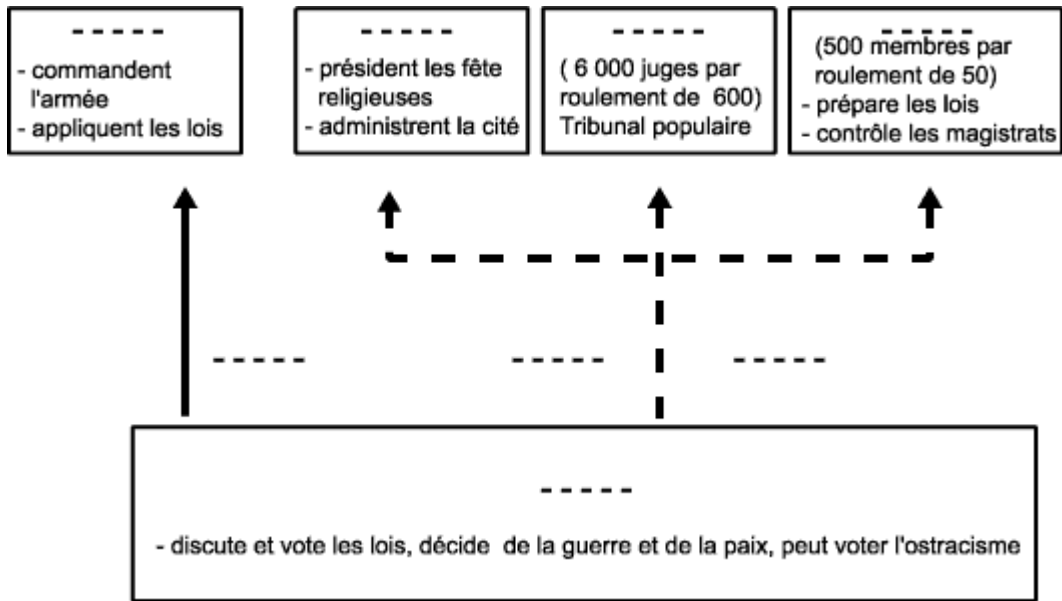 - - - - -
- commandent
l'armée
- appliquent les lois
- - - - -
- président les fête
religieuses
- administrent la cité
- - - - -
( 6 000 juges par
roulement de 600)
Tribunal populaire
- - - - -
(500 membres par
roulement de 50)
- prépare les lois
- contrôle les magistrats
- - - - -
- - - - -
- - - - -
- - - - -
- discute et vote les lois, décide de la guerre et de la paix, peut voter l'ostracisme